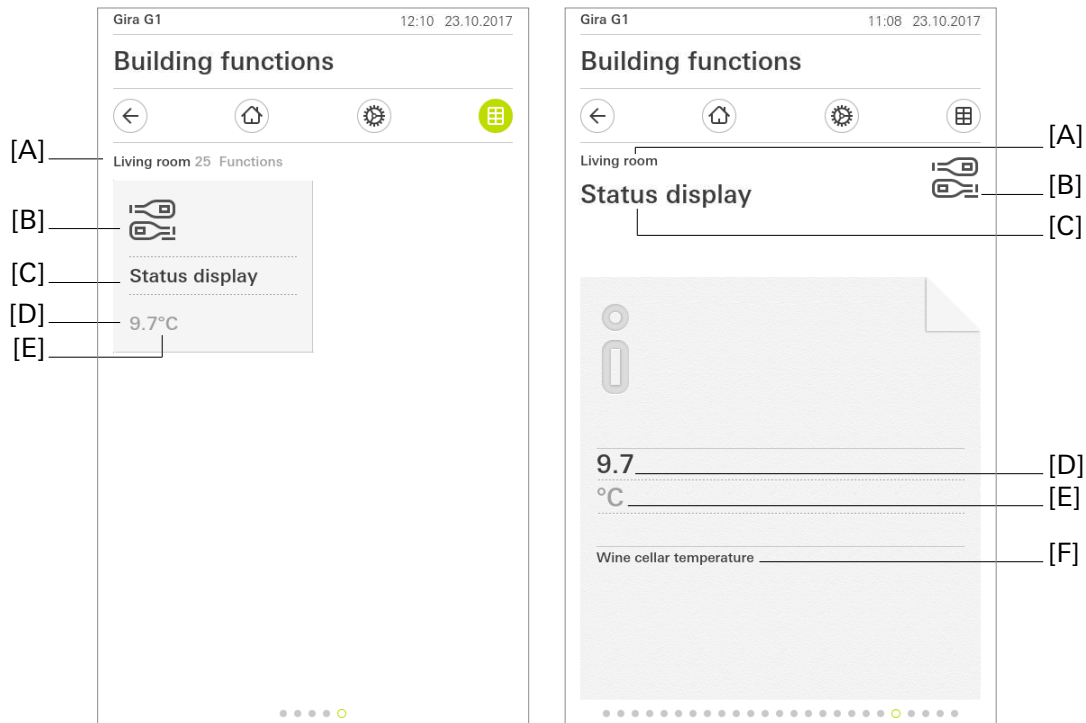 Gira G1 12:10 23.10.2017
Building functions
[A] Living room 25 Functions
[B]
[C] Status display
[D] 9.7°C
[E]
Gira G1 11:08 23.10.2017
Building functions
[A]
Living room
[B]
Status display
[C]
9.7 [D]
°C [E]
Wine cellar temperature [F]